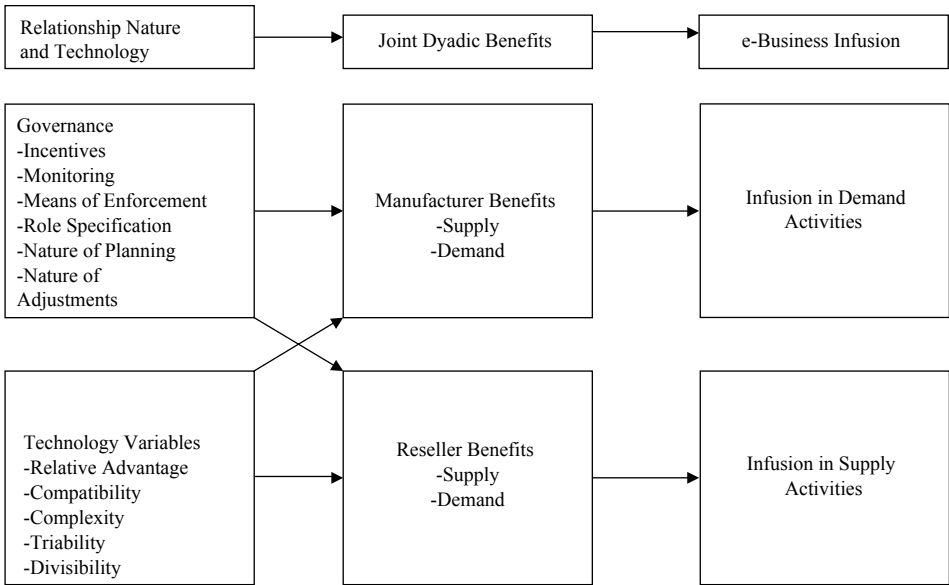 Relationship Nature
and Technology
Joint Dyadic Benefits
e-Business Infusion
Governance
-Incentives
-Monitoring
-Means of Enforcement
-Role Specification
-Nature of Planning
-Nature of
Adjustments
Manufacturer Benefits
-Supply
-Demand
Infusion in Demand
Activities
Technology Variables
-Relative Advantage
-Compatibility
-Complexity
-Triability
-Divisibility
Reseller Benefits
-Supply
-Demand
Infusion in Supply
Activities